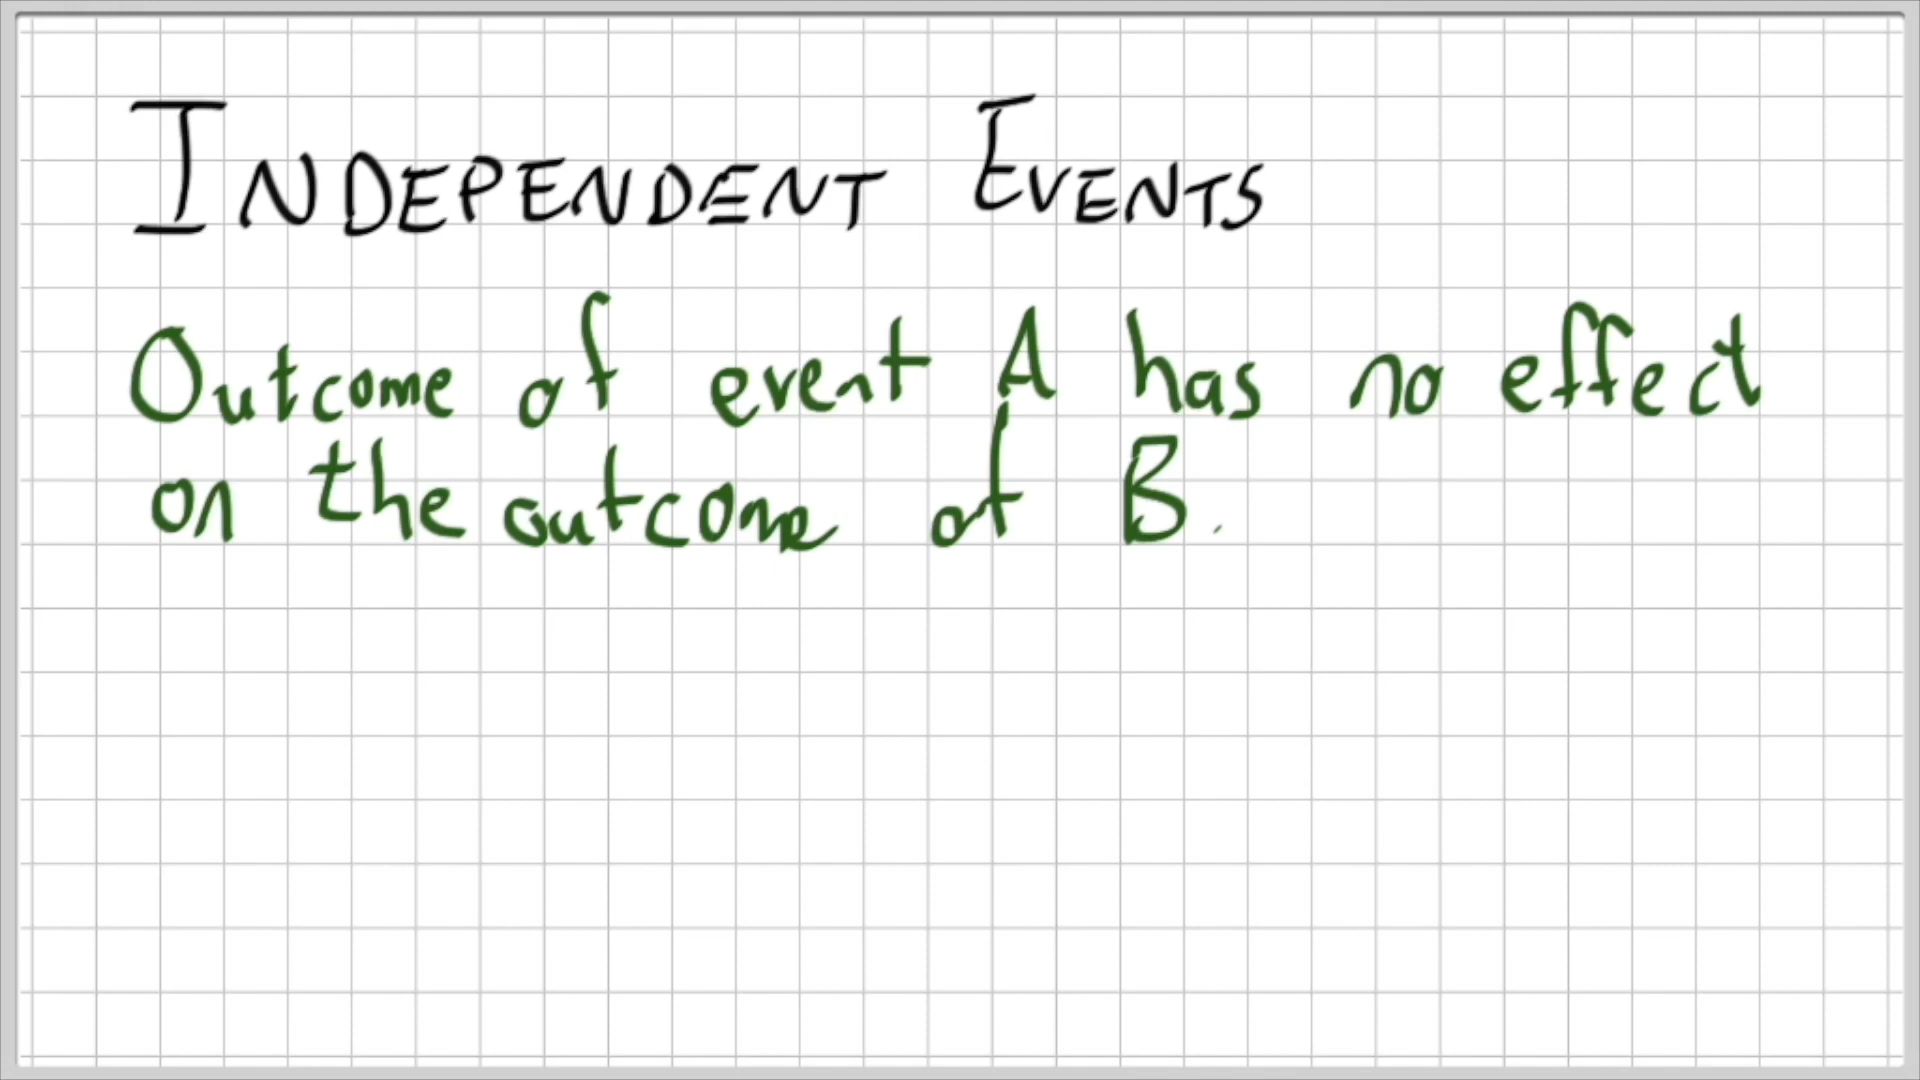 INDEPENDENT EVENTS
Outcome of event A has no effect
on the outcome of B.